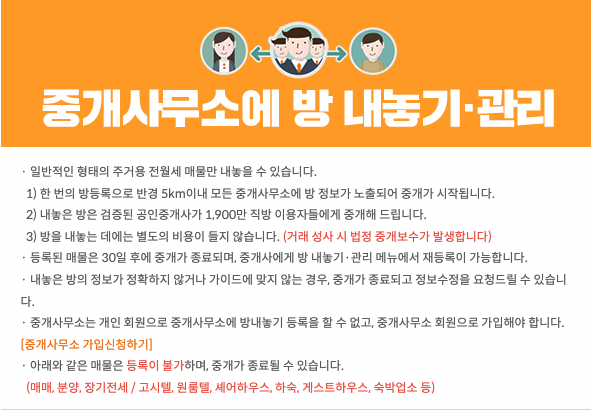 중개사무소에 방 내놓기·관리
· 일반적인 형태의 주거용 전월세 매물만 내놓을 수 있습니다.
1) 한 번의 방등록으로 반경 5km이내 모든 중개사무소에 방 정보가 노출되어 중개가 시작됩니다.
2) 내놓은 방은 검증된 공인중개사가 1,900만 직방 이용자들에게 중개해 드립니다.
3) 방을 내놓는 데에는 별도의 비용이 들지 않습니다. (거래 성사 시 법정 중개보수가 발생합니다)
· 등록된 매물은 30일 후에 중개가 종료되며, 중개사에게 방 내놓기·관리 메뉴에서 재등록이 가능합니다.
· 내놓은 방의 정보가 정확하지 않거나 가이드에 맞지 않는 경우, 중개가 종료되고 정보수정을 요청드릴 수 있습니
다.
· 중개사무소는 개인 회원으로 중개사무소에 방내놓기 등록을 할 수 없고, 중개사무소 회원으로 가입해야 합니다.
[중개사무소 가입신청하기]
· 아래와 같은 매물은 등록이 불가하며, 중개가 종료될 수 있습니다.
(매매, 분양, 장기전세 / 고시텔, 원룸텔, 셰어하우스, 하숙, 게스트하우스, 숙박업소 등)